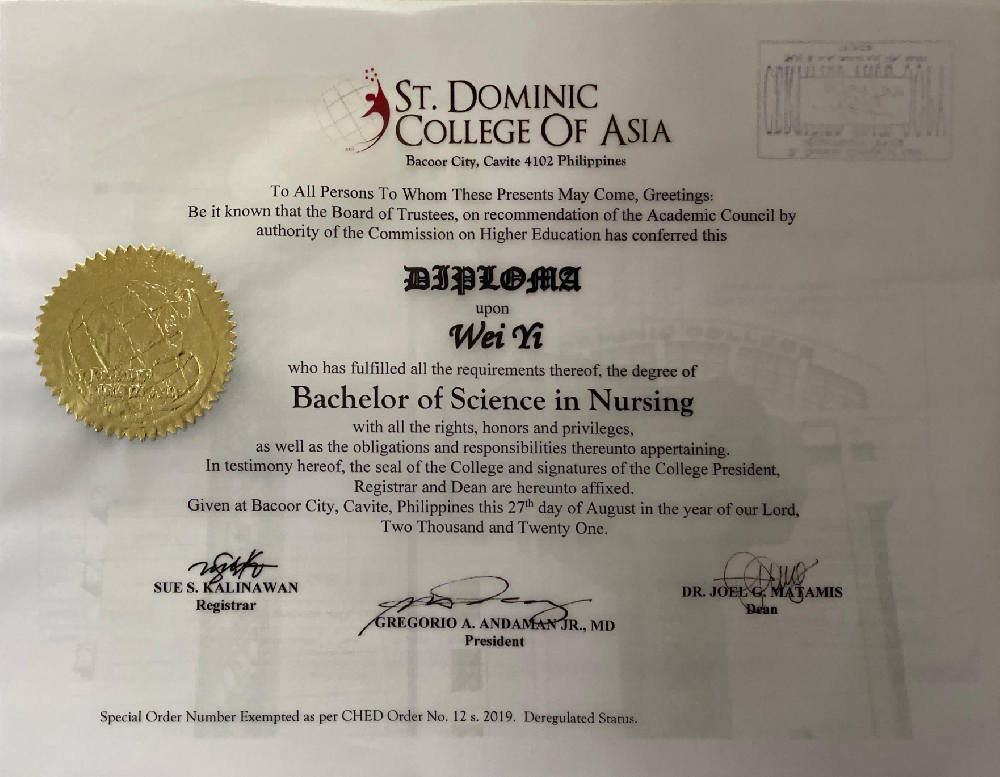 ST. DOMINIC
COLLEGE OF ASIA
Bacoor City, Cavite 4102 Philippines
To All Persons To Whom These Presents May Come, Greetings:
Be it known that the Board of Trustees, on recommendation of the Academic Council by
authority of the Commission on Higher Education has conferred this
DIPLOMA
upon
Wei Yi
who has fulfilled all the requirements thereof, the degree of
Bachelor of Science in Nursing
with all the rights, honors and privileges,
as well as the obligations and responsibilities thereunto appertaining.
In testimony hereof, the seal of the College and signatures of the College President,
Registrar and Dean are hereunto affixed.
Given at Bacoor City, Cavite, Philippines this 27th day of August in the year of our Lord,
Two Thousand and Twenty One.
SUE S. KALINAWAN
Registrar
GREGORIO A. ANDAMAN JR., MD
President
DR. JOEL G. MATAMIS
Dean
Special Order Number Exempted as per CHED Order No. 12 s. 2019. Deregulated Status.